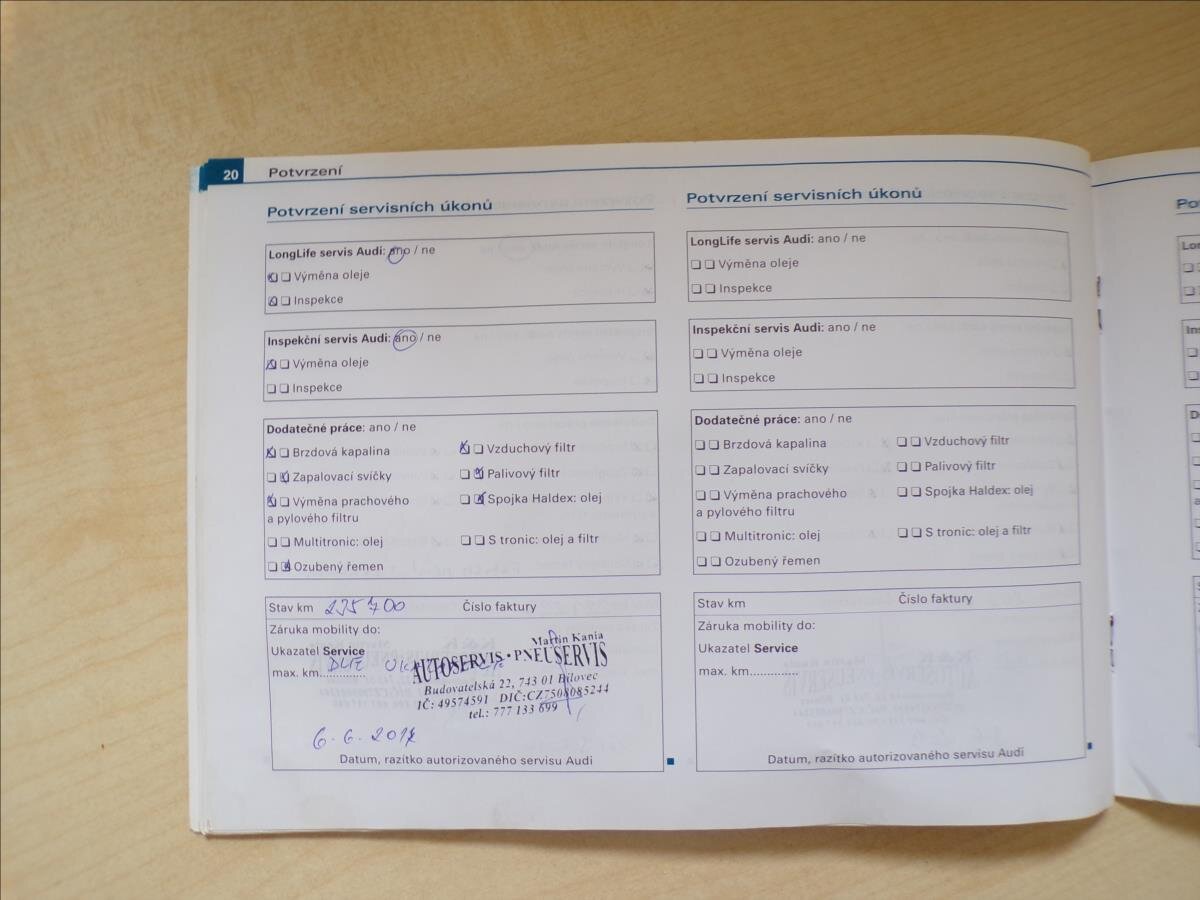 20 Potvrzení
Potvrzení servisních úkonů
LongLife servis Audi: ano / ne
Výměna oleje
Inspekce
Inspekční servis Audi: ano / ne
Výměna oleje
Inspekce
Dodatečné práce: ano / ne
Brzdová kapalina
Vzduchový filtr
Zapalovací svíčky
Palivový filtr
Výměna prachového
a pylového filtru
Spojka Haldex: olej
Multitronic: olej
S tronic: olej a filtr
Ozubený řemen
Stav km 235 700 Číslo faktury
Záruka mobility do:
Ukazatel Service
max. km.............. DLE
Martin Kania
AUTOSERVIS • PNEUSERVIS
Budovatelská 22, 743 01 Bílovec
IČ: 49574591 DIČ:CZ7508085244
tel.: 777 133 699
6. 6. 2017
Datum, razítko autorizovaného servisu Audi
Potvrzení servisních úkonů
LongLife servis Audi: ano / ne
Výměna oleje
Inspekce
Inspekční servis Audi: ano / ne
Výměna oleje
Inspekce
Dodatečné práce: ano / ne
Brzdová kapalina
Vzduchový filtr
Zapalovací svíčky
Palivový filtr
Výměna prachového
a pylového filtru
Spojka Haldex: olej
Multitronic: olej
S tronic: olej a filtr
Ozubený řemen
Stav km Číslo faktury
Záruka mobility do:
Ukazatel Service
max. km..............
Datum, razítko autorizovaného servisu Audi